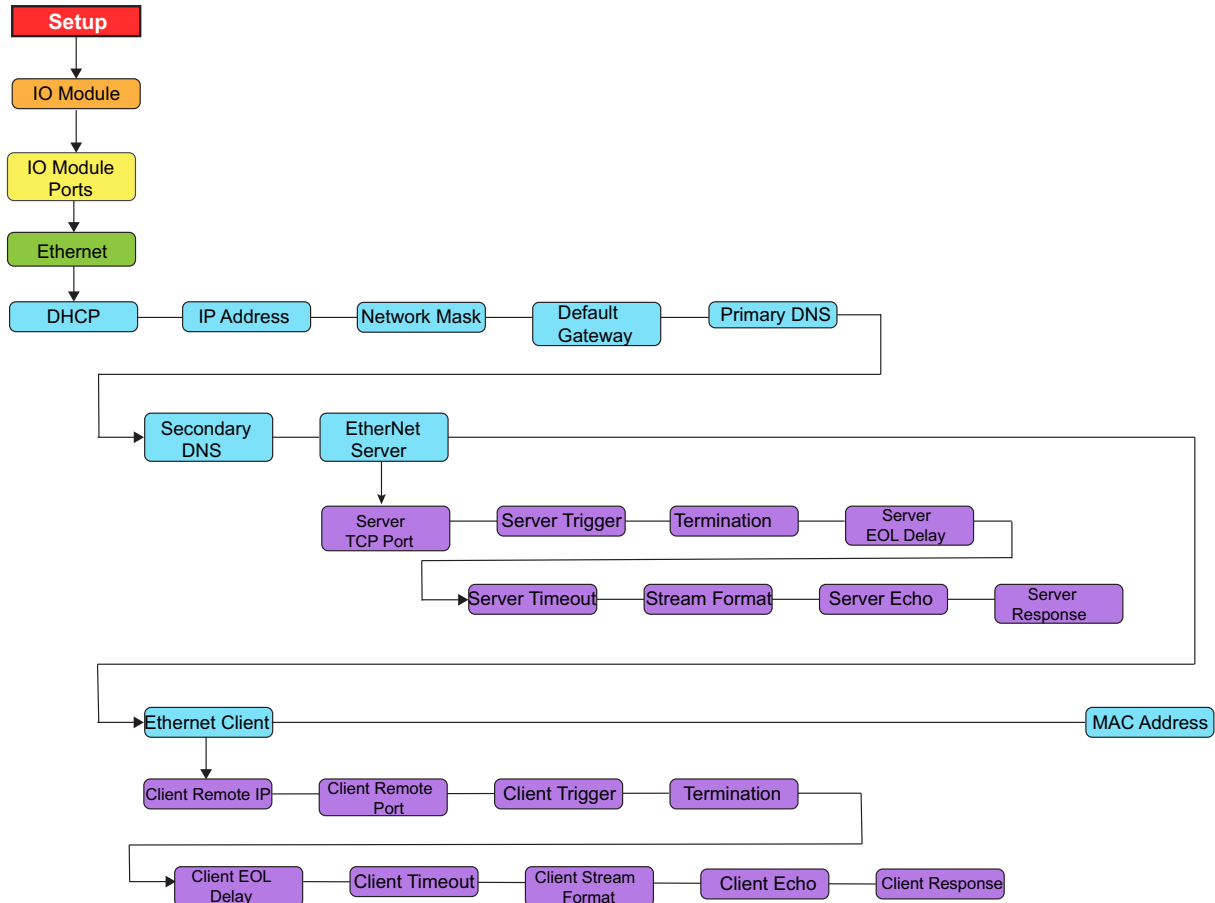 Setup
IO Module
IO Module
Ports
Ethernet
DHCP
IP Address
Network Mask
Default
Gateway
Primary DNS
Secondary
DNS
EtherNet
Server
Server
TCP Port
Server Trigger
Termination
Server
EOL Delay
Server Timeout
Stream Format
Server Echo
Server
Response
Ethernet Client
MAC Address
Client Remote IP
Client Remote
Port
Client Trigger
Termination
Client EOL
Delay
Client Timeout
Client Stream
Format
Client Echo
Client Response